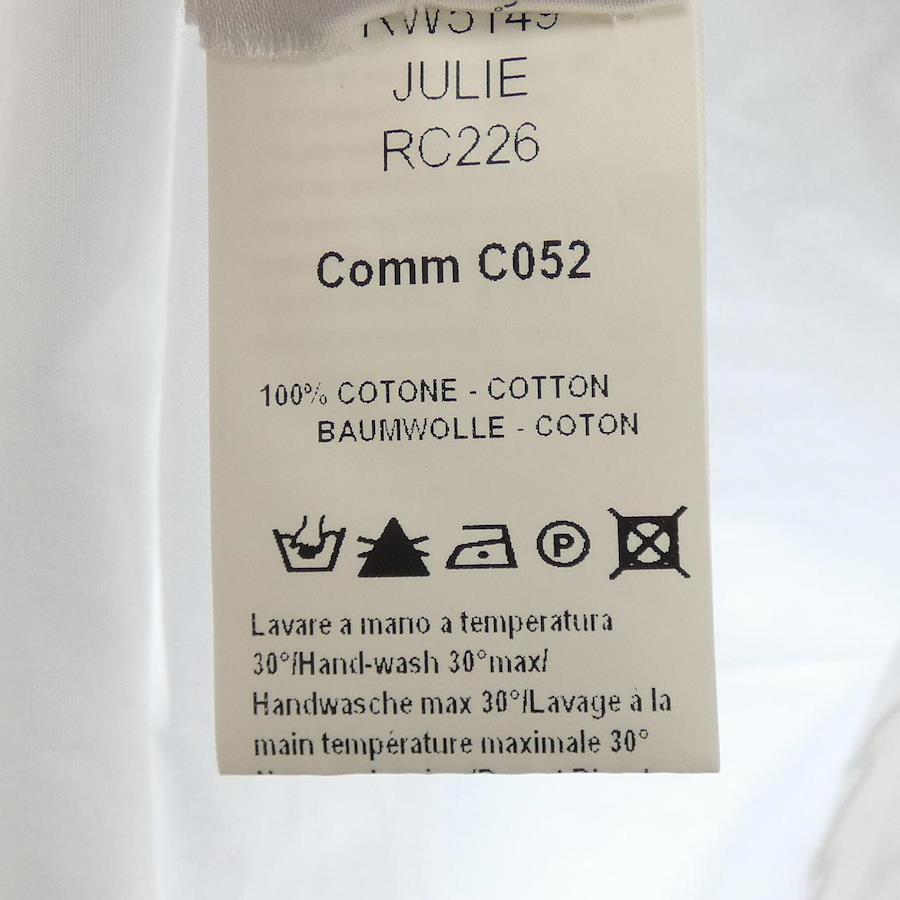 RW5149
JULIE
RC226
Comm C052
100% COTONE - COTTON
BAUMWOLLE - COTON
P
Lavare a mano a temperatura
30°/Hand-wash 30°max/
Handwasche max 30°/Lavage à la
main température maximale 30°